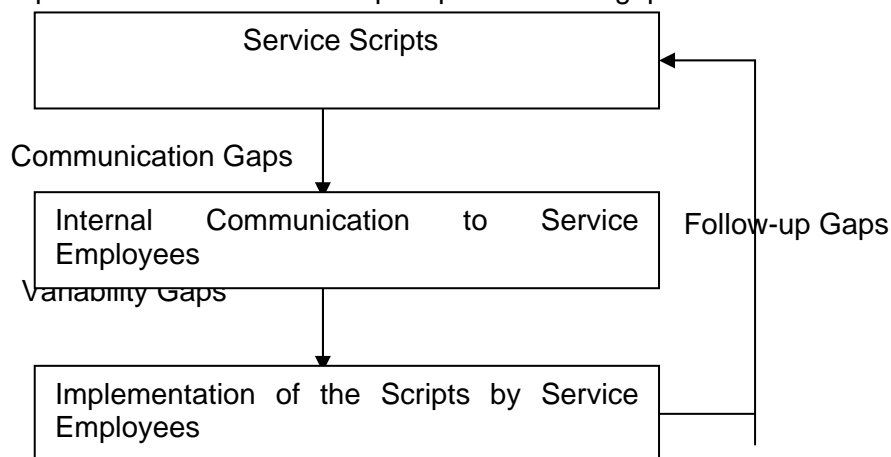 Service Scripts
Communication Gaps
Internal Communication to Service
Employees
Follow-up Gaps
Variability Gaps
Implementation of the Scripts by Service
Employees